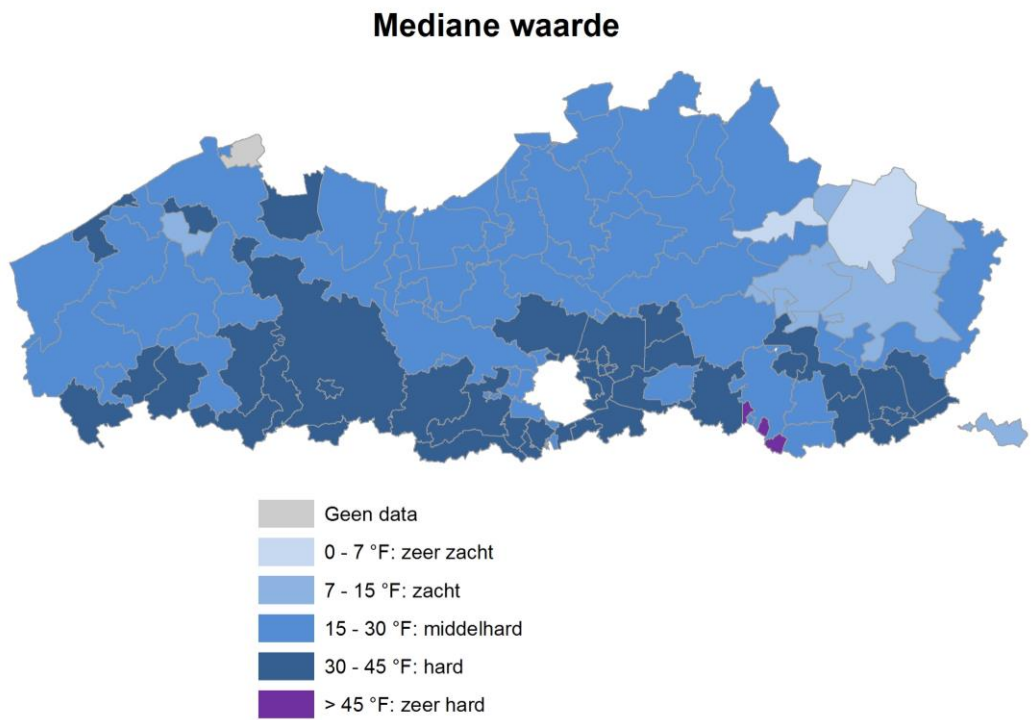 Mediane waarde
Geen data
0 - 7 °F: zeer zacht
7 - 15 °F: zacht
15 - 30 °F: middelhard
30 - 45 °F: hard
> 45 °F: zeer hard